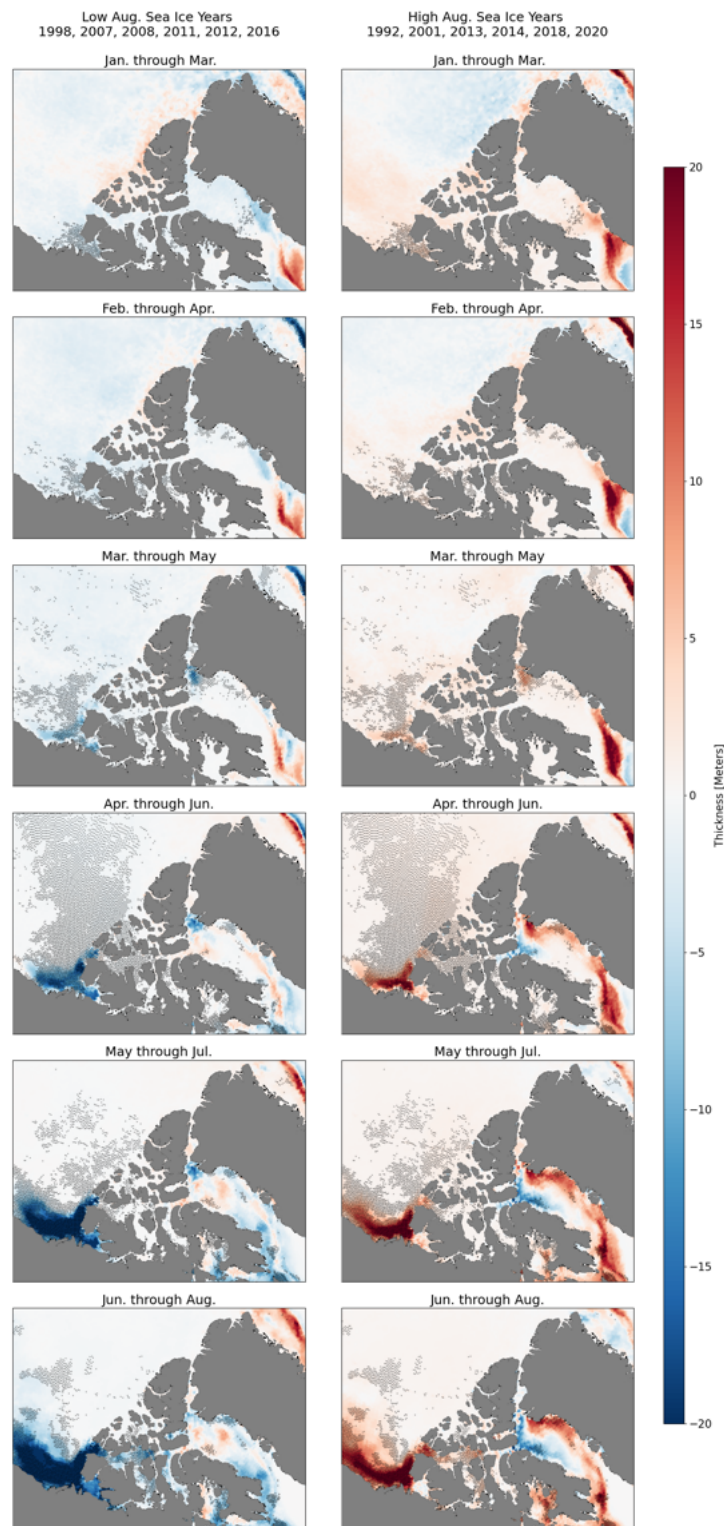 Low Aug. Sea Ice Years
1998, 2007, 2008, 2011, 2012, 2016
High Aug. Sea Ice Years
1992, 2001, 2013, 2014, 2018, 2020
Jan. through Mar.
Jan. through Mar.
Feb. through Apr.
Feb. through Apr.
Mar. through May
Mar. through May
Apr. through Jun.
Apr. through Jun.
May through Jul.
May through Jul.
Jun. through Aug.
Jun. through Aug.
20
15
10
5
0
−5
−10
−15
−20
Thickness [Meters]